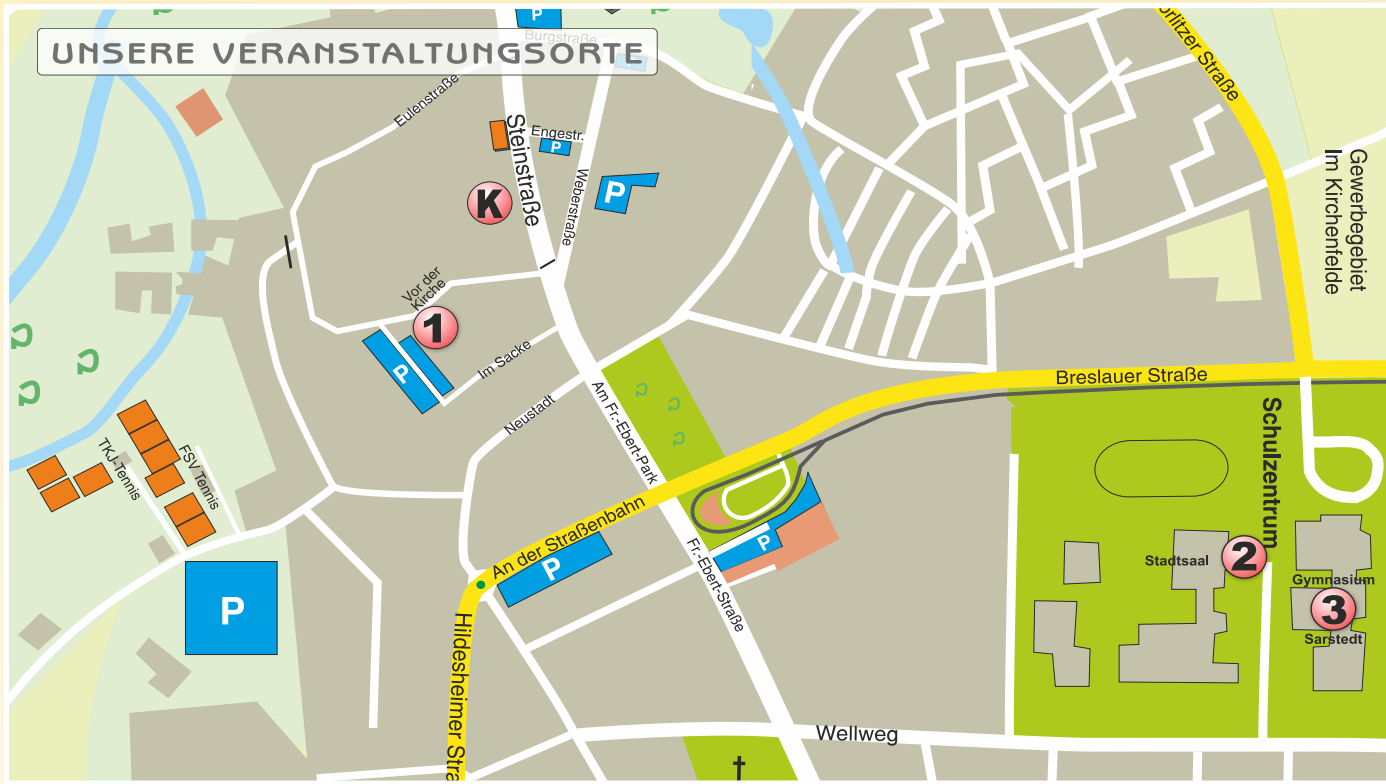 P
Burgstraße
UNSERE VERANSTALTUNGSORTE
Eulenstraße
Steinstraße
Engestr.
P
Weberstraße
P
K
Vor der
Kirche
1
P
Im Sacke
Neustadt
Am Fr.-Ebert-Park
TKJ-Tennis
FSV Tennis
An der Straßenbahn
P
P
P
Fr.-Ebert-Straße
Hildesheimer Stra
Wellweg
Breslauer Straße
Gewerbegebiet
Im Kirchenfelde
Schulzentrum
Stadtsaal
2
Gymnasium
3
Sarstedt
orlitzer Straße